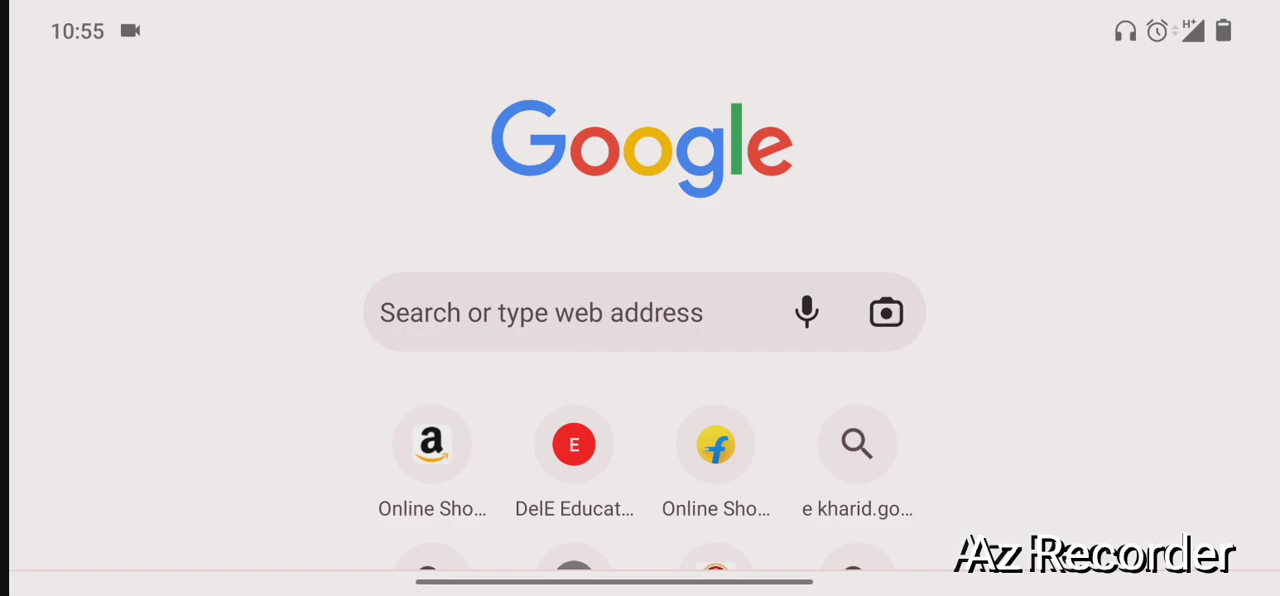 10:55
H+
Google
Search or type web address
a
E
f
Online Sho...
DelE Educat...
Online Sho...
e kharid.go...
Az Recorder